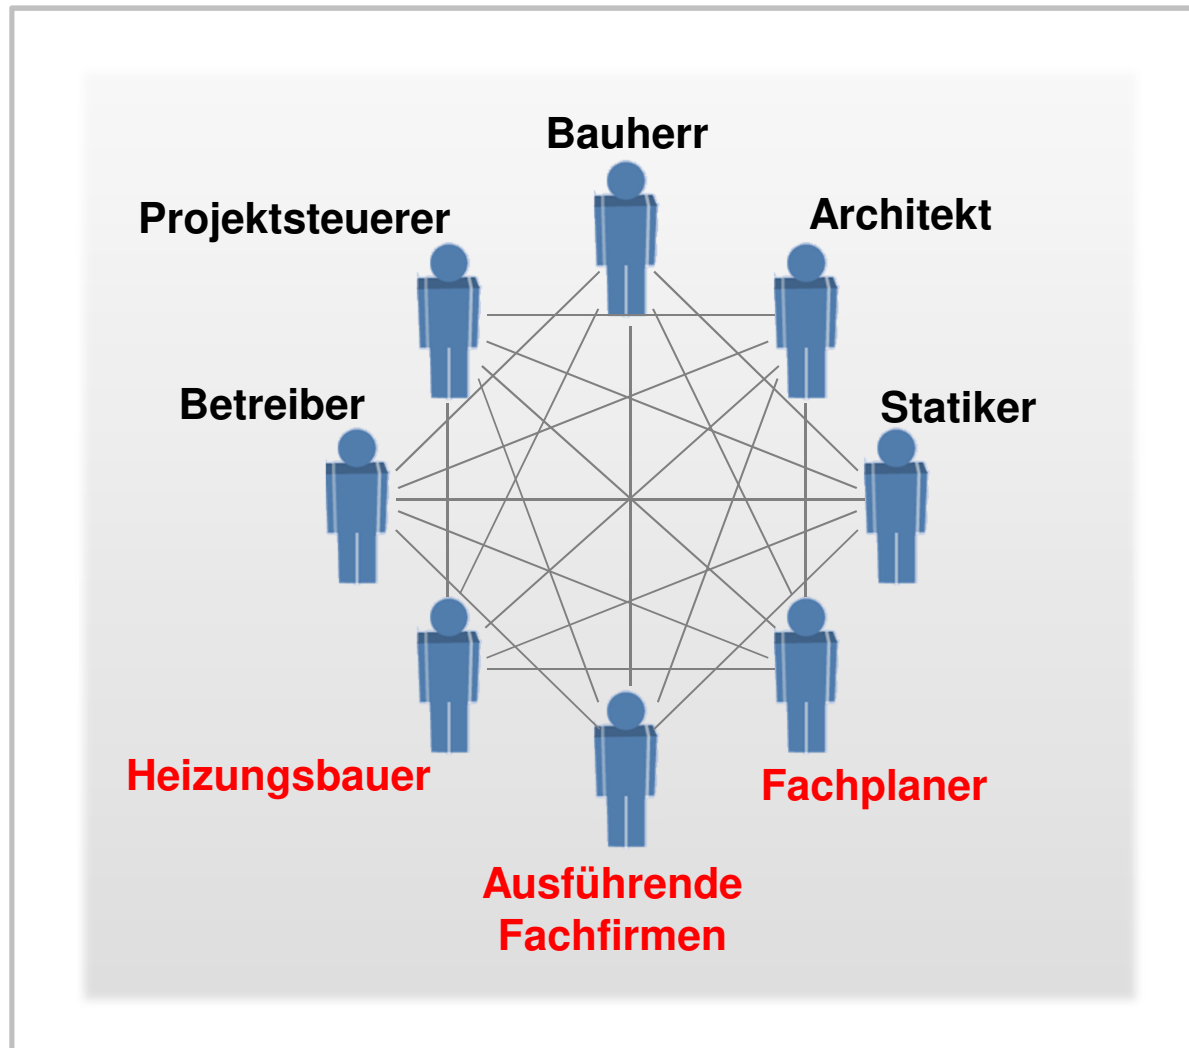 Bauherr
Projektsteuerer
Architekt
Betreiber
Statiker
Heizungsbauer
Fachplaner
Ausführende
Fachfirmen